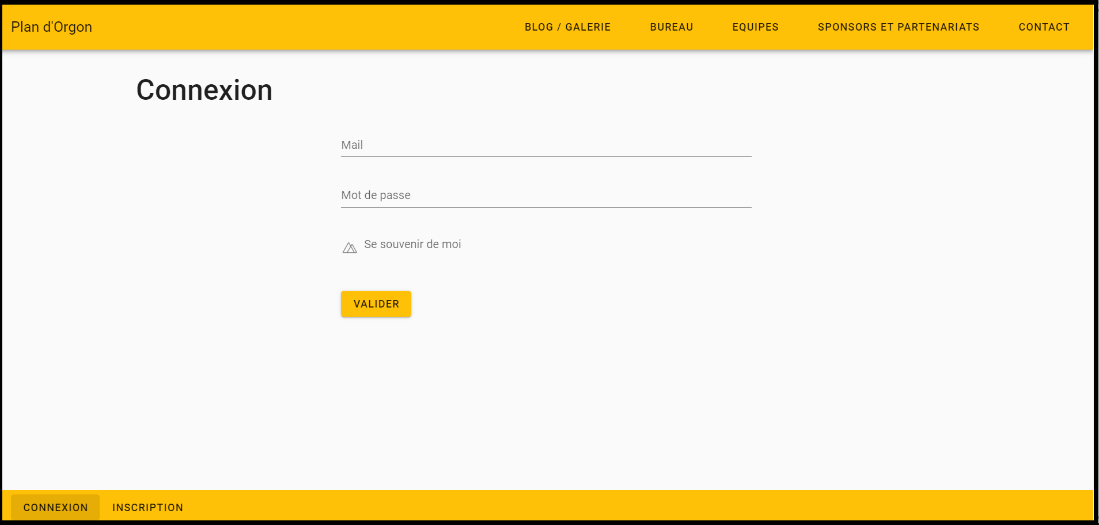 Plan d'Orgon
BLOG / GALERIE BUREAU EQUIPES SPONSORS ET PARTENARIATS CONTACT
Connexion
Mail
Mot de passe
Se souvenir de moi
VALIDER
CONNEXION INSCRIPTION